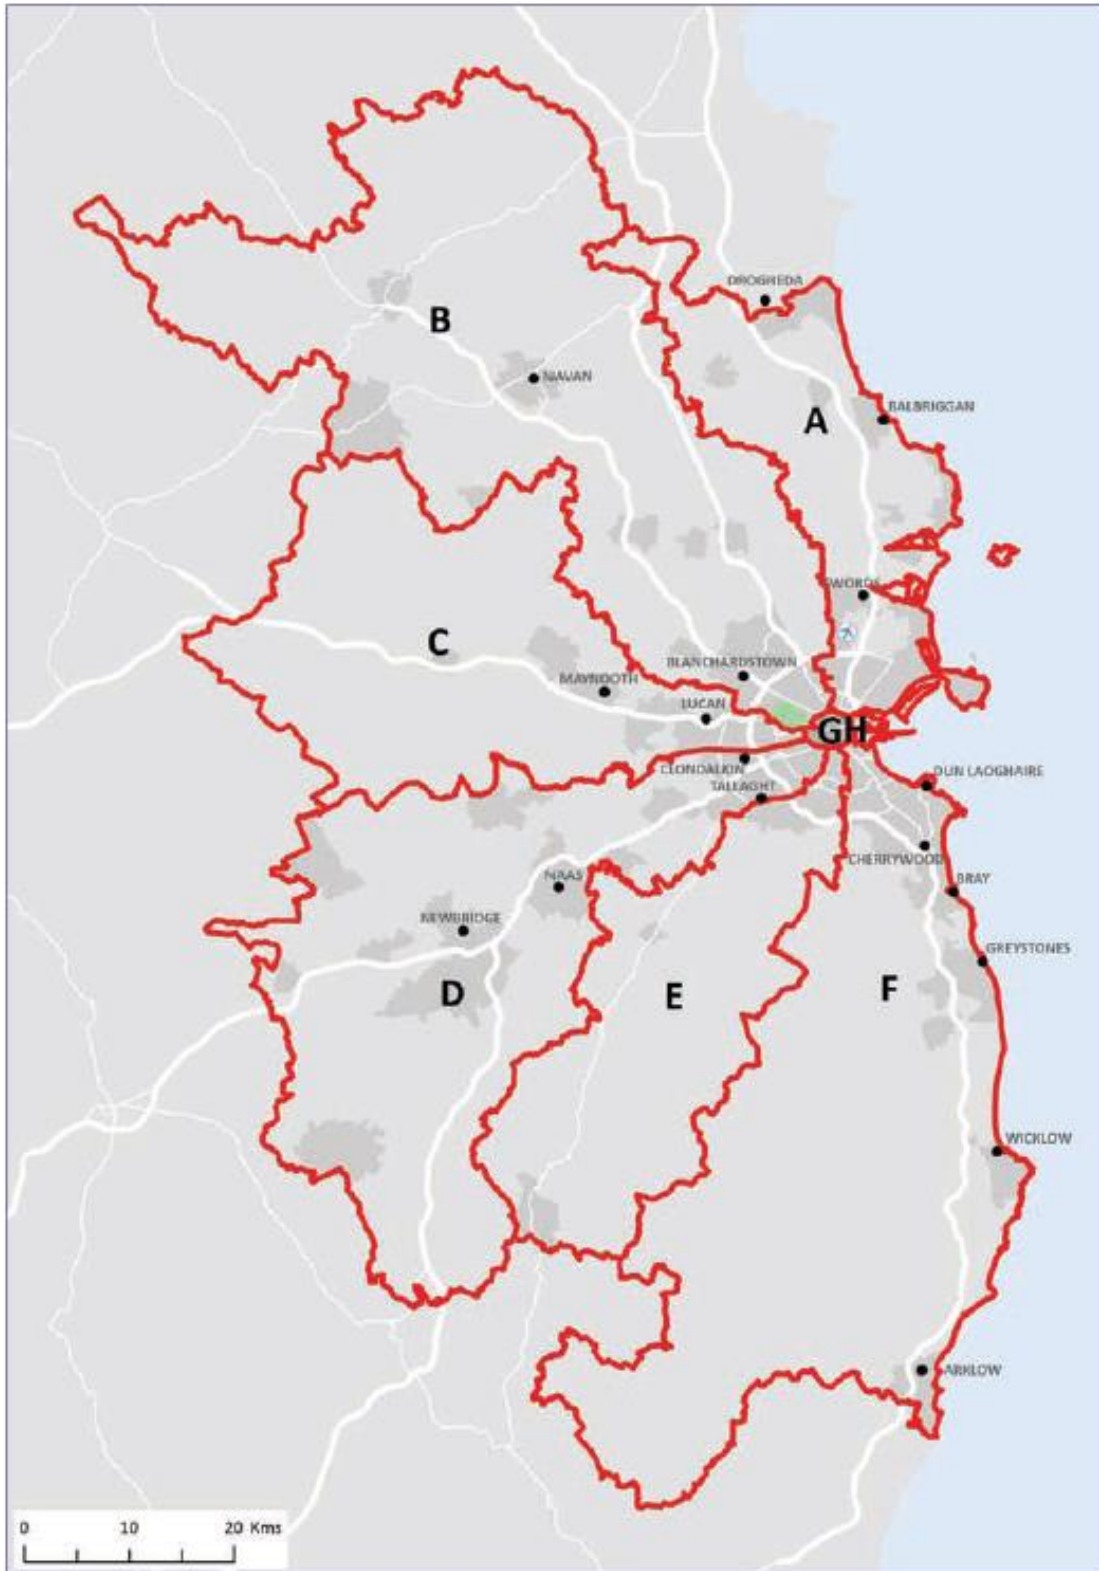 DROGHEDA
B
NAVAN
BALBRIGGAN
A
SWORDS
C
BLANCHARDSTOWN
MAYNOOTH
LUCAN
GH
CLONDALKIN
DUN LAOGHAIRE
TALLAGHT
CHERRYWOOD
NAAS
BRAY
NEWBRIDGE
GREYSTONES
D
E
F
WICKLOW
ARKLOW
0 10 20 Kms